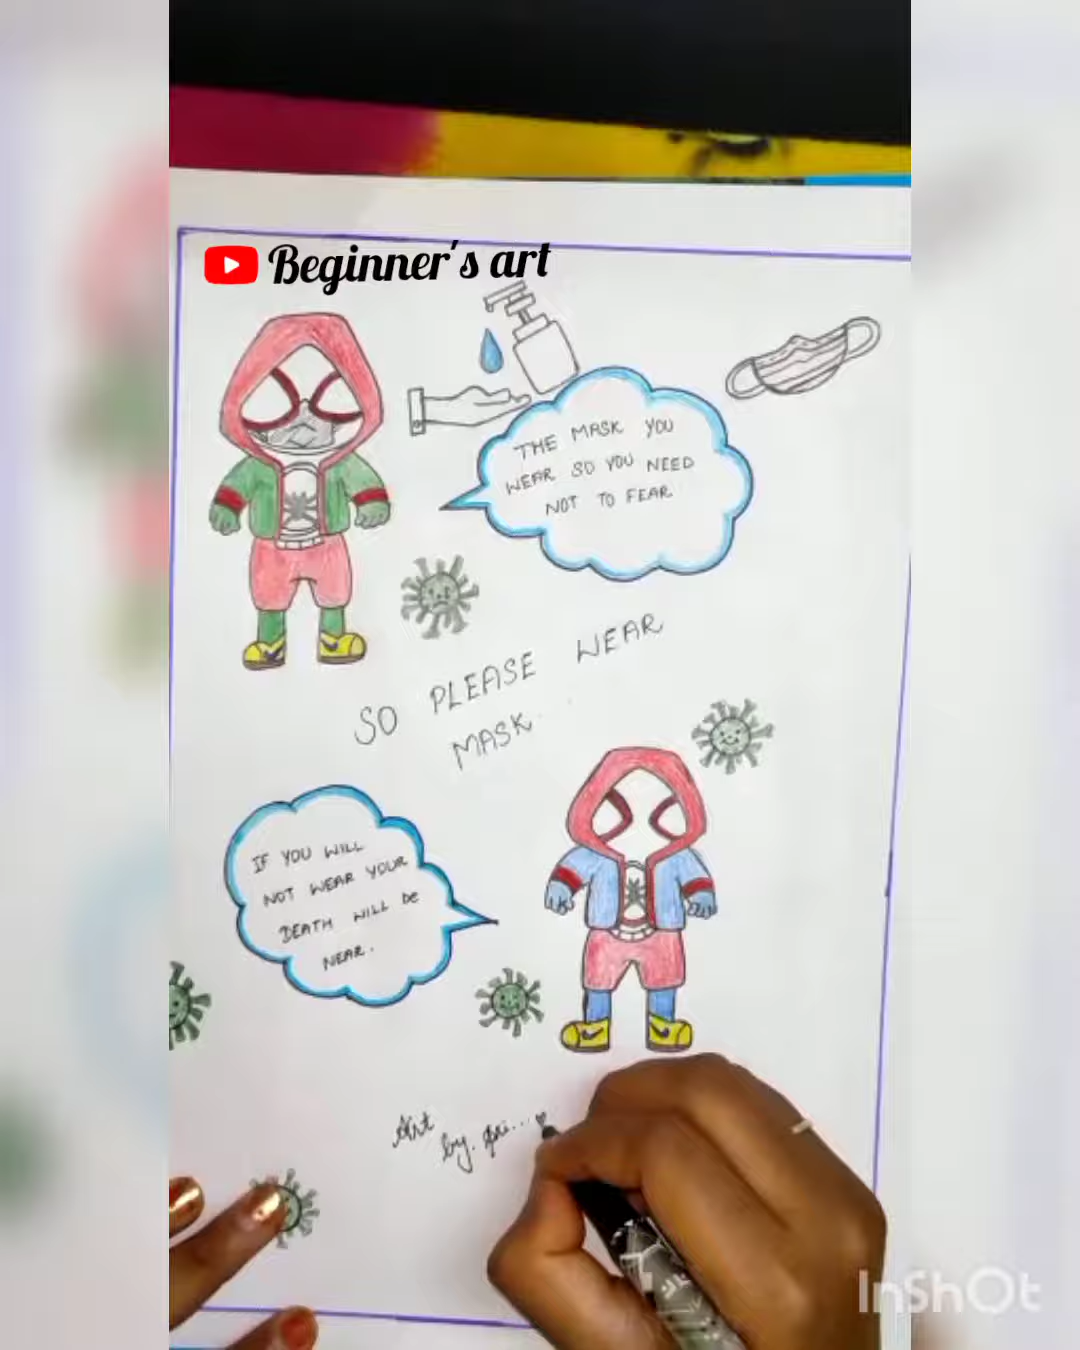 Beginner's art
THE MASK YOU
WEAR SO YOU NEED
NOT TO FEAR
SO PLEASE WEAR
MASK.
IF YOU WILL
NOT WEAR YOUR
DEATH WILL be
NEAR.
Art
by. pri...
InShOt